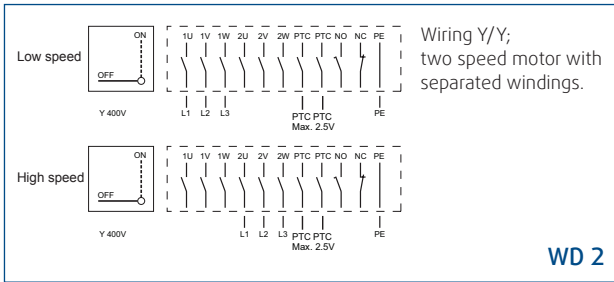 Low speed
ON
OFF
Y 400V
1U 1V 1W 2U 2V 2W PTC PTC NO NC PE
L1 L2 L3 PTC PTC PE
Max. 2.5V
Wiring Y/Y;
two speed motor with
separated windings.
High speed
ON
OFF
Y 400V
1U 1V 1W 2U 2V 2W PTC PTC NO NC PE
L1 L2 L3 PTC PTC PE
Max. 2.5V
WD 2